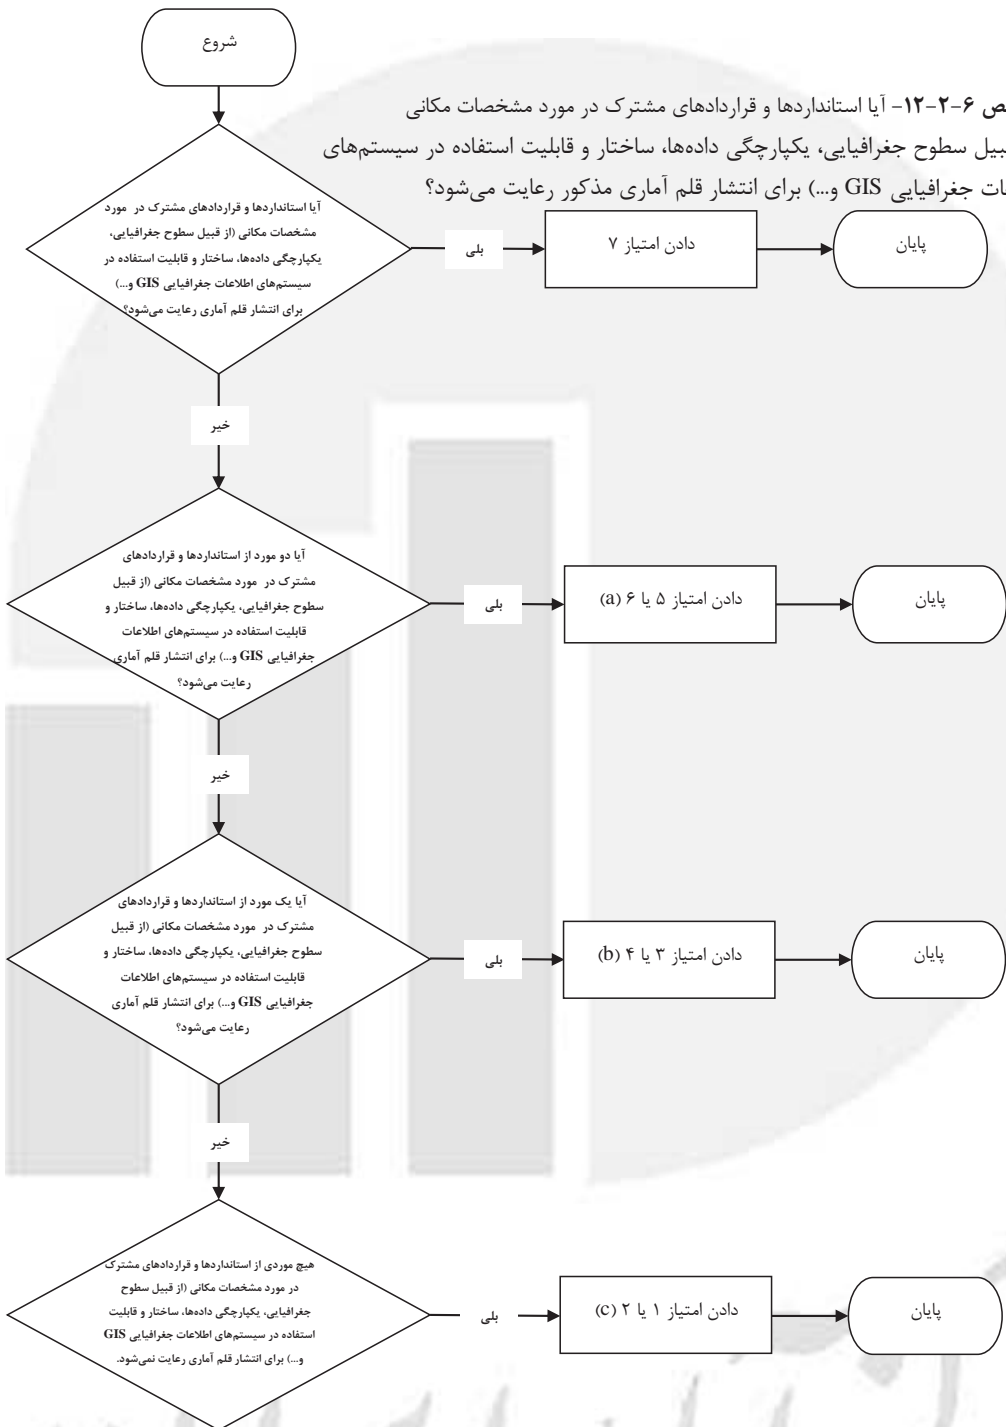 شروع
ص ۶-۲-۱۲- آیا استانداردها و قراردادهای مشترک در مورد مشخصات مکانی
بیل سطوح جغرافیایی، یکپارچگی داده‌ها، ساختار و قابلیت استفاده در سیستم‌های
ات جغرافیایی GIS و...) برای انتشار قلم آماری مذکور رعایت می‌شود؟
آیا استانداردها و قراردادهای مشترک در مورد
مشخصات مکانی (از قبیل سطوح جغرافیایی،
یکپارچگی داده‌ها، ساختار و قابلیت استفاده در
سیستم‌های اطلاعات جغرافیایی GIS و...)
برای انتشار قلم آماری رعایت می‌شود؟
بلی
دادن امتیاز ۷
پایان
خیر
آیا دو مورد از استانداردها و قراردادهای
مشترک در مورد مشخصات مکانی (از قبیل
سطوح جغرافیایی، یکپارچگی داده‌ها، ساختار و
قابلیت استفاده در سیستم‌های اطلاعات
جغرافیایی GIS و...) برای انتشار قلم آماری
رعایت می‌شود؟
بلی
دادن امتیاز ۵ یا ۶ (a)
پایان
خیر
آیا یک مورد از استانداردها و قراردادهای
مشترک در مورد مشخصات مکانی (از قبیل
سطوح جغرافیایی، یکپارچگی داده‌ها، ساختار و
قابلیت استفاده در سیستم‌های اطلاعات
جغرافیایی GIS و...) برای انتشار قلم آماری
رعایت می‌شود؟
بلی
دادن امتیاز ۳ یا ۴ (b)
پایان
خیر
هیچ موردی از استانداردها و قراردادهای مشترک
در مورد مشخصات مکانی (از قبیل سطوح
جغرافیایی، یکپارچگی داده‌ها، ساختار و قابلیت
استفاده در سیستم‌های اطلاعات جغرافیایی GIS
و...) برای انتشار قلم آماری رعایت نمی‌شود.
بلی
دادن امتیاز ۱ یا ۲ (c)
پایان